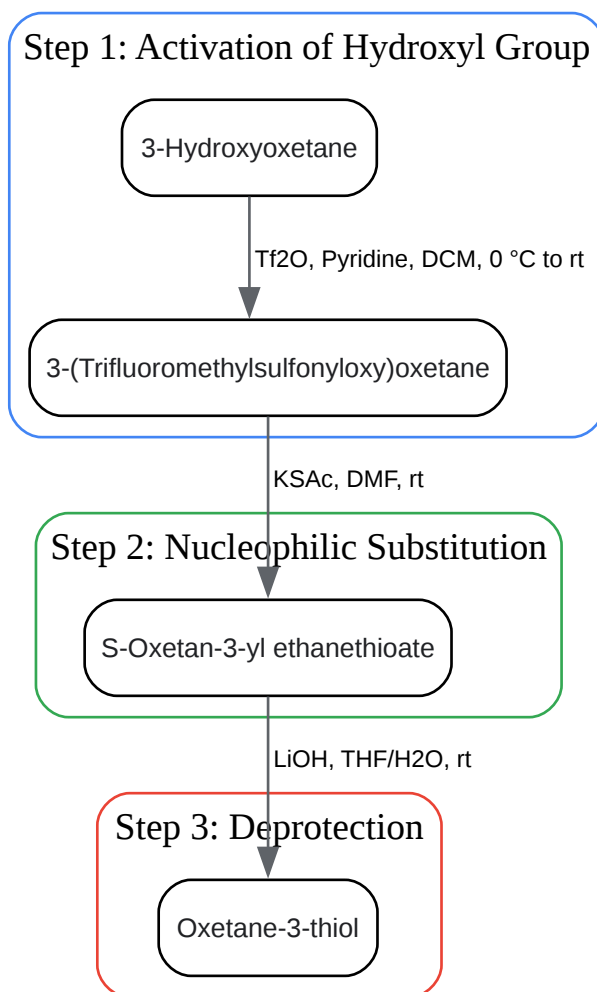 Step 1: Activation of Hydroxyl Group
3-Hydroxyoxetane
Tf2O, Pyridine, DCM, 0 °C to rt
3-(Trifluoromethylsulfonyloxy)oxetane
KSAc, DMF, rt
Step 2: Nucleophilic Substitution
S-Oxetan-3-yl ethanethioate
LiOH, THF/H2O, rt
Step 3: Deprotection
Oxetane-3-thiol